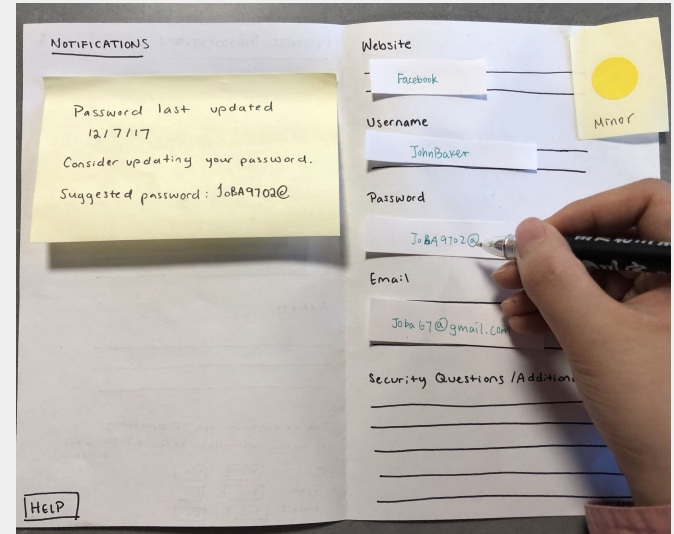 NOTIFICATIONS
Password last updated
12/7/17
Consider updating your password.
Suggested password: JoBA9702@
Website
Facebook
Minor
Username
JohnBaker
Password
JoBA9702@
Email
Joba67@gmail.com
Security Questions /Addition
HELP